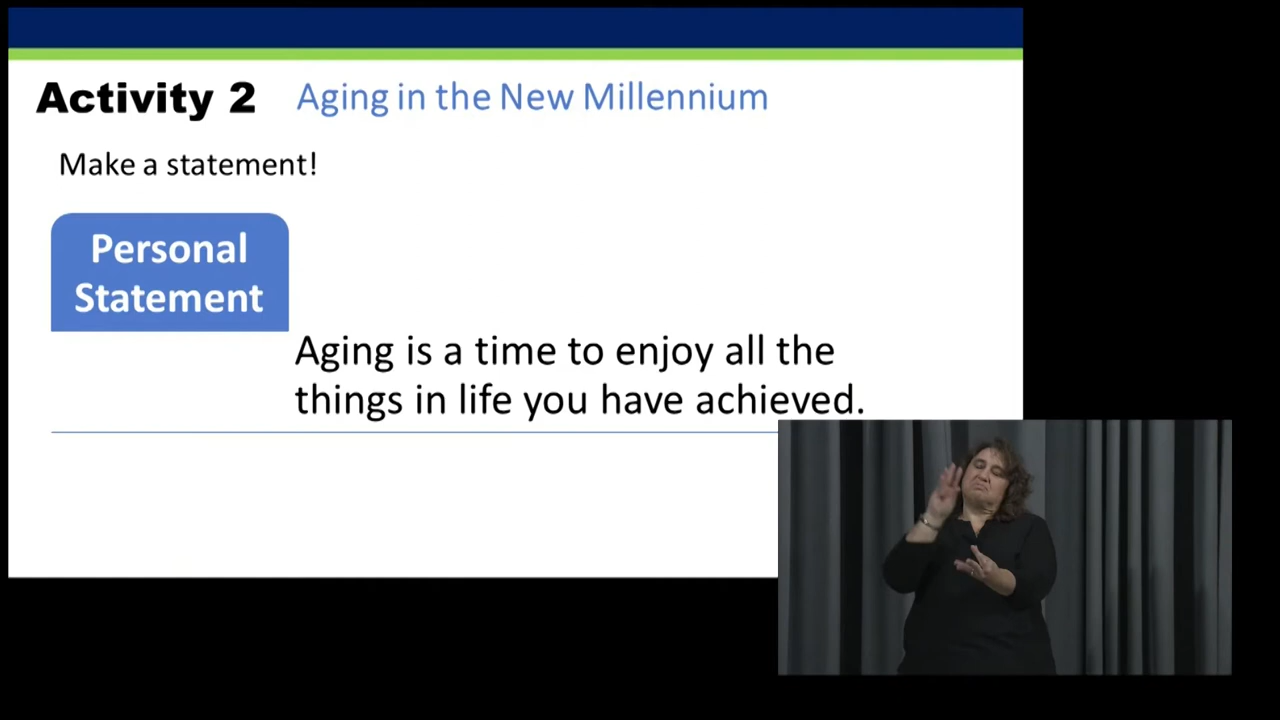 Activity 2 Aging in the New Millennium
Make a statement!
Personal
Statement
Aging is a time to enjoy all the
things in life you have achieved.